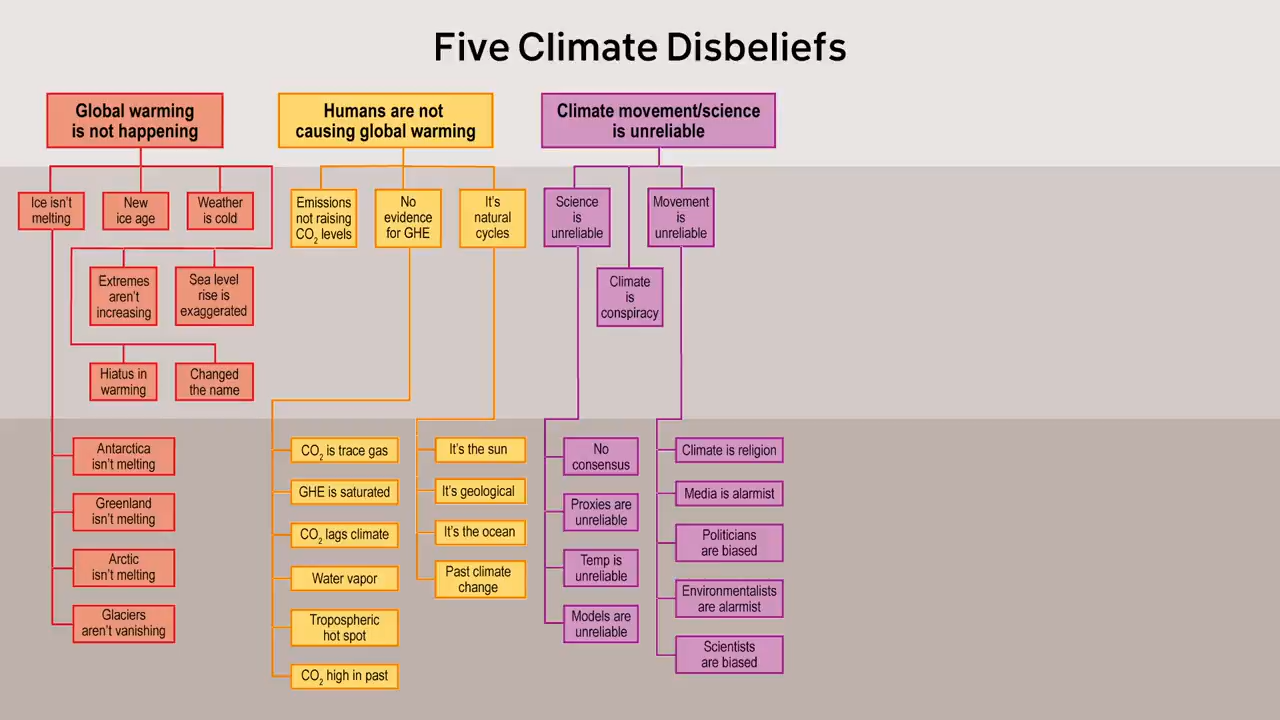 Five Climate Disbeliefs
Global warming
is not happening
Ice isn't
melting
New
ice age
Weather
is cold
Extremes
aren't
increasing
Sea level
rise is
exaggerated
Hiatus in
warming
Changed
the name
Antarctica
isn't melting
Greenland
isn't melting
Arctic
isn't melting
Glaciers
aren't vanishing
Humans are not
causing global warming
Emissions
not raising
CO₂ levels
No
evidence
for GHE
It's
natural
cycles
CO₂ is trace gas
GHE is saturated
CO₂ lags climate
Water vapor
Tropospheric
hot spot
CO₂ high in past
It's the sun
It's geological
It's the ocean
Past climate
change
Climate movement/science
is unreliable
Science
is
unreliable
Movement
is
unreliable
Climate
is
conspiracy
No
consensus
Proxies are
unreliable
Temp is
unreliable
Models are
unreliable
Climate is religion
Media is alarmist
Politicians
are biased
Environmentalists
are alarmist
Scientists
are biased